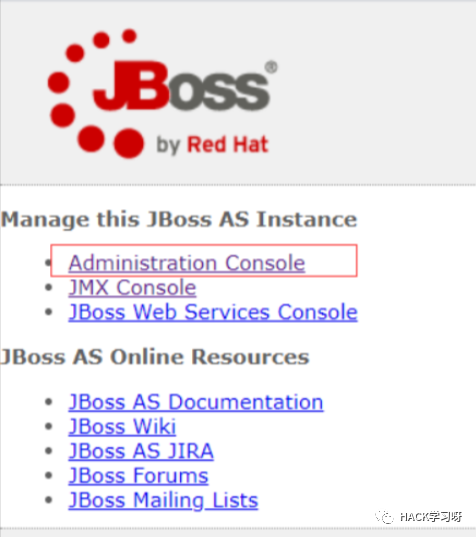 JBoss®
by Red Hat
Manage this JBoss AS Instance
Administration Console
JMX Console
JBoss Web Services Console
JBoss AS Online Resources
JBoss AS Documentation
JBoss Wiki
JBoss AS JIRA
JBoss Forums
JBoss Mailing Lists
HACK学习呀